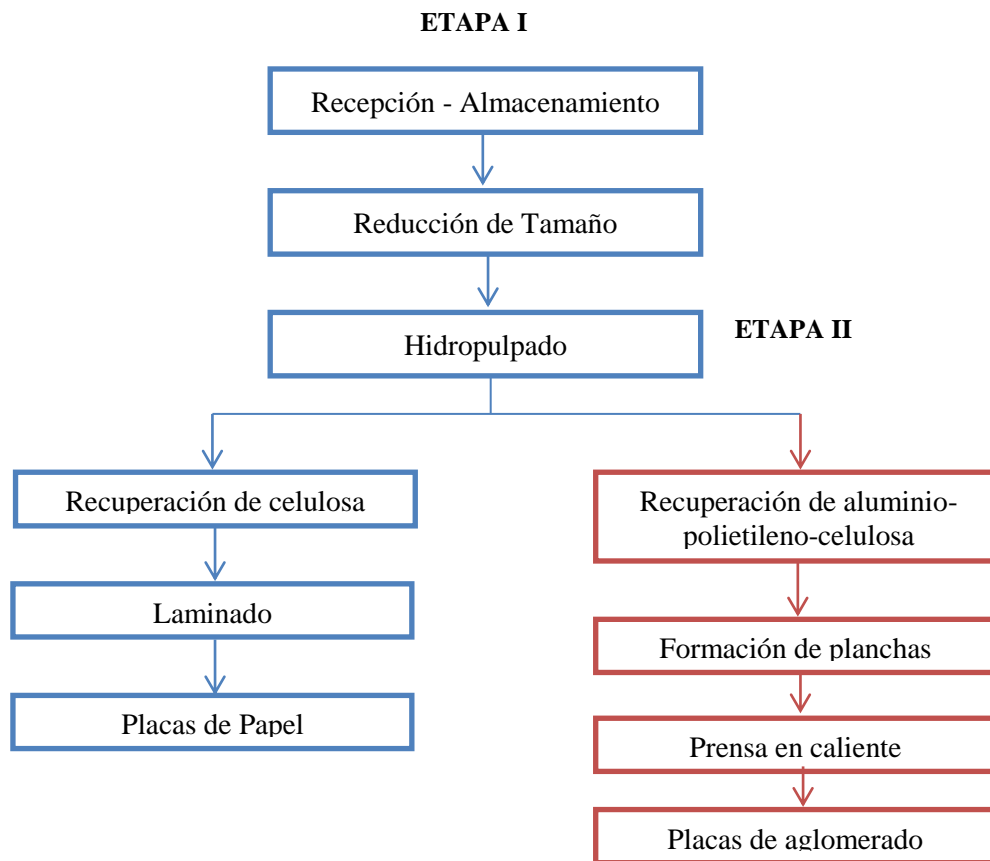 ETAPA I
Recepción - Almacenamiento
Reducción de Tamaño
Hidropulpado
ETAPA II
Recuperación de celulosa
Laminado
Placas de Papel
Recuperación de aluminio-
polietileno-celulosa
Formación de planchas
Prensa en caliente
Placas de aglomerado